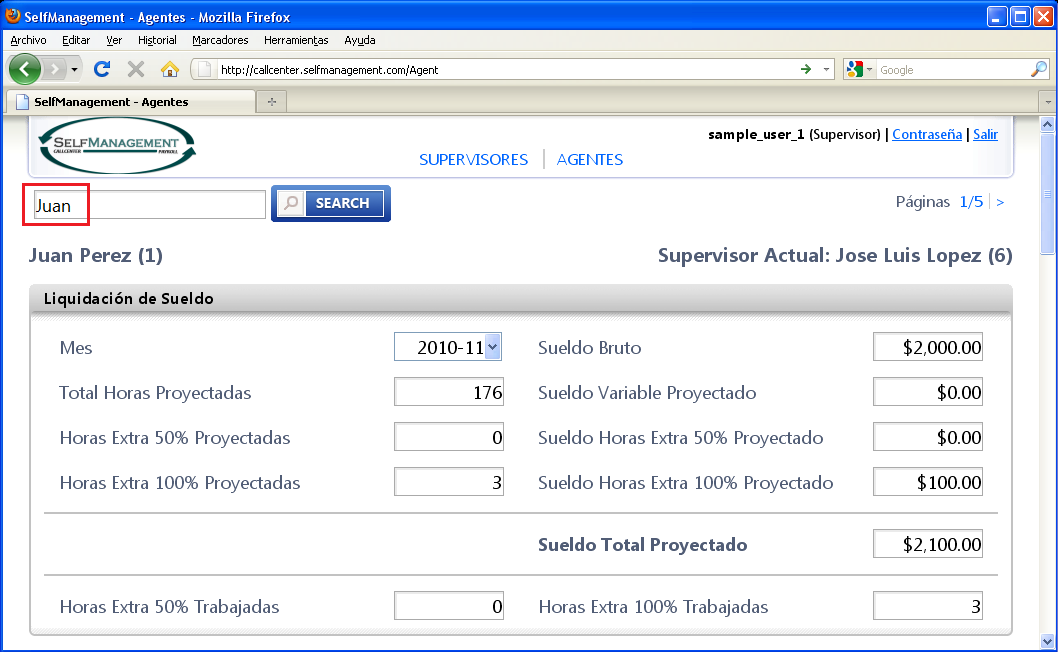 SelfManagement - Agentes - Mozilla Firefox
Archivo Editar Ver Historial Marcadores Herramientas Ayuda
http://callcenter.selfmanagement.com/Agent Google
SelfManagement - Agentes
SELFMANAGEMENT
CALLCENTER PAYROLL
sample_user_1 (Supervisor) | Contraseña | Salir
SUPERVISORES | AGENTES
Juan SEARCH Páginas 1/5 >
Juan Perez (1) Supervisor Actual: Jose Luis Lopez (6)
Liquidación de Sueldo
Mes 2010-11 Sueldo Bruto $2,000.00
Total Horas Proyectadas 176 Sueldo Variable Proyectado $0.00
Horas Extra 50% Proyectadas 0 Sueldo Horas Extra 50% Proyectado $0.00
Horas Extra 100% Proyectadas 3 Sueldo Horas Extra 100% Proyectado $100.00
Sueldo Total Proyectado $2,100.00
Horas Extra 50% Trabajadas 0 Horas Extra 100% Trabajadas 3